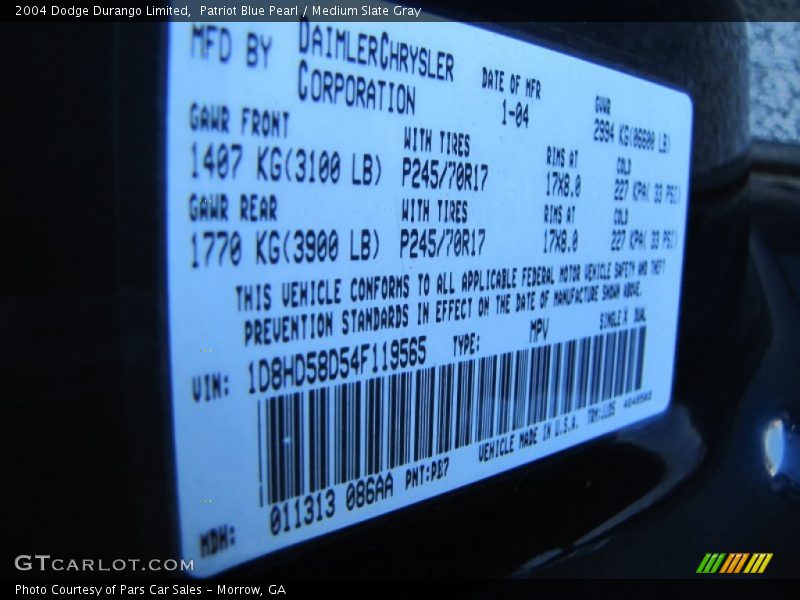 2004 Dodge Durango Limited, Patriot Blue Pearl / Medium Slate Gray
MFD BY DAIMLERCHRYSLER CORPORATION
DATE OF MFR 1-04
GVWR 2994 KG(06600 LB)
GAWR FRONT WITH TIRES RIMS AT COLD
1407 KG(3100 LB) P245/70R17 17X8.0 227 KPA( 33 PSI)
GAWR REAR WITH TIRES RIMS AT COLD
1770 KG(3900 LB) P245/70R17 17X8.0 227 KPA( 33 PSI)
THIS VEHICLE CONFORMS TO ALL APPLICABLE FEDERAL MOTOR VEHICLE SAFETY AND THEFT
PREVENTION STANDARDS IN EFFECT ON THE DATE OF MANUFACTURE SHOWN ABOVE.
VIN: 1D8HD58D54F119565 TYPE: MPV SINGLE X DUAL
MDH: 011313 086AA PNT:PB7 VEHICLE MADE IN U.S.A.
GTCARLOT.COM
Photo Courtesy of Pars Car Sales - Morrow, GA